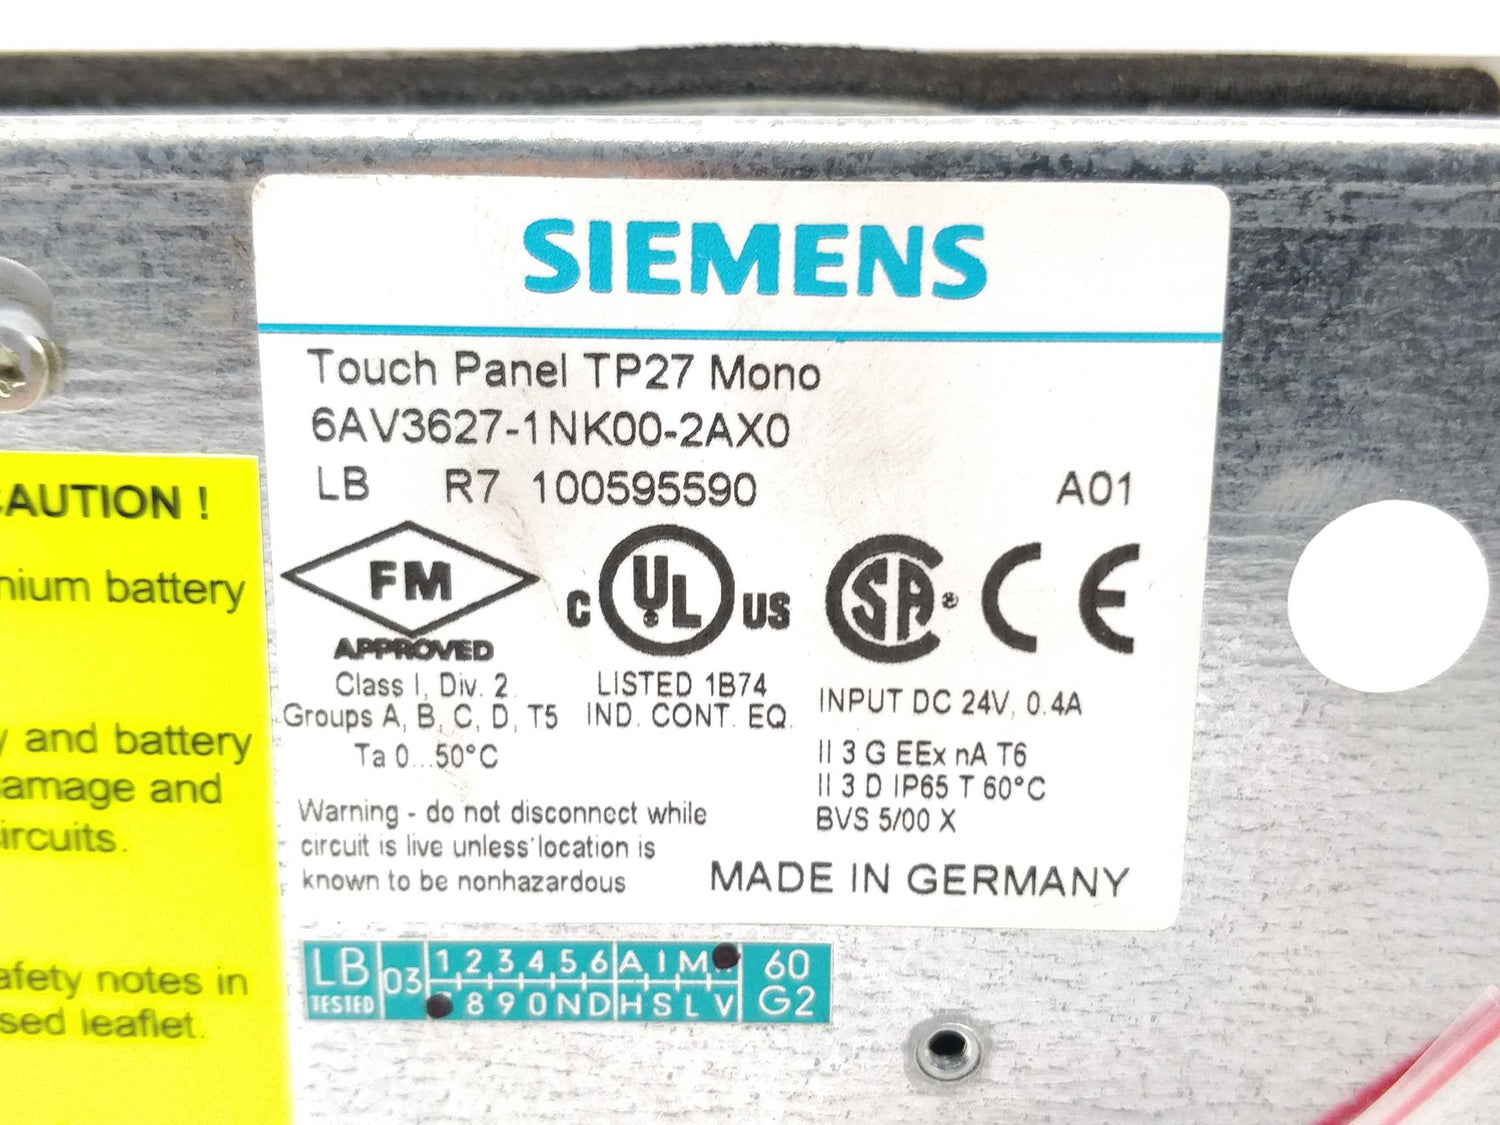 SIEMENS
Touch Panel TP27 Mono
6AV3627-1NK00-2AX0
LB R7 100595590 A01
FM
APPROVED
Class I, Div. 2
Groups A, B, C, D, T5
Ta 0...50°C
C UL US
®
LISTED 1B74
IND. CONT. EQ.
SA ® CE
INPUT DC 24V, 0.4A
II 3 G EEx nA T6
II 3 D IP65 T 60°C
BVS 5/00 X
Warning - do not disconnect while
circuit is live unless location is
known to be nonhazardous
MADE IN GERMANY
LB
TESTED
03
1 2 3 4 5 6 A I M
8 9 0 N D H S L V
60
G2
CAUTION !
battery
and battery
and
afety notes in
leaflet.